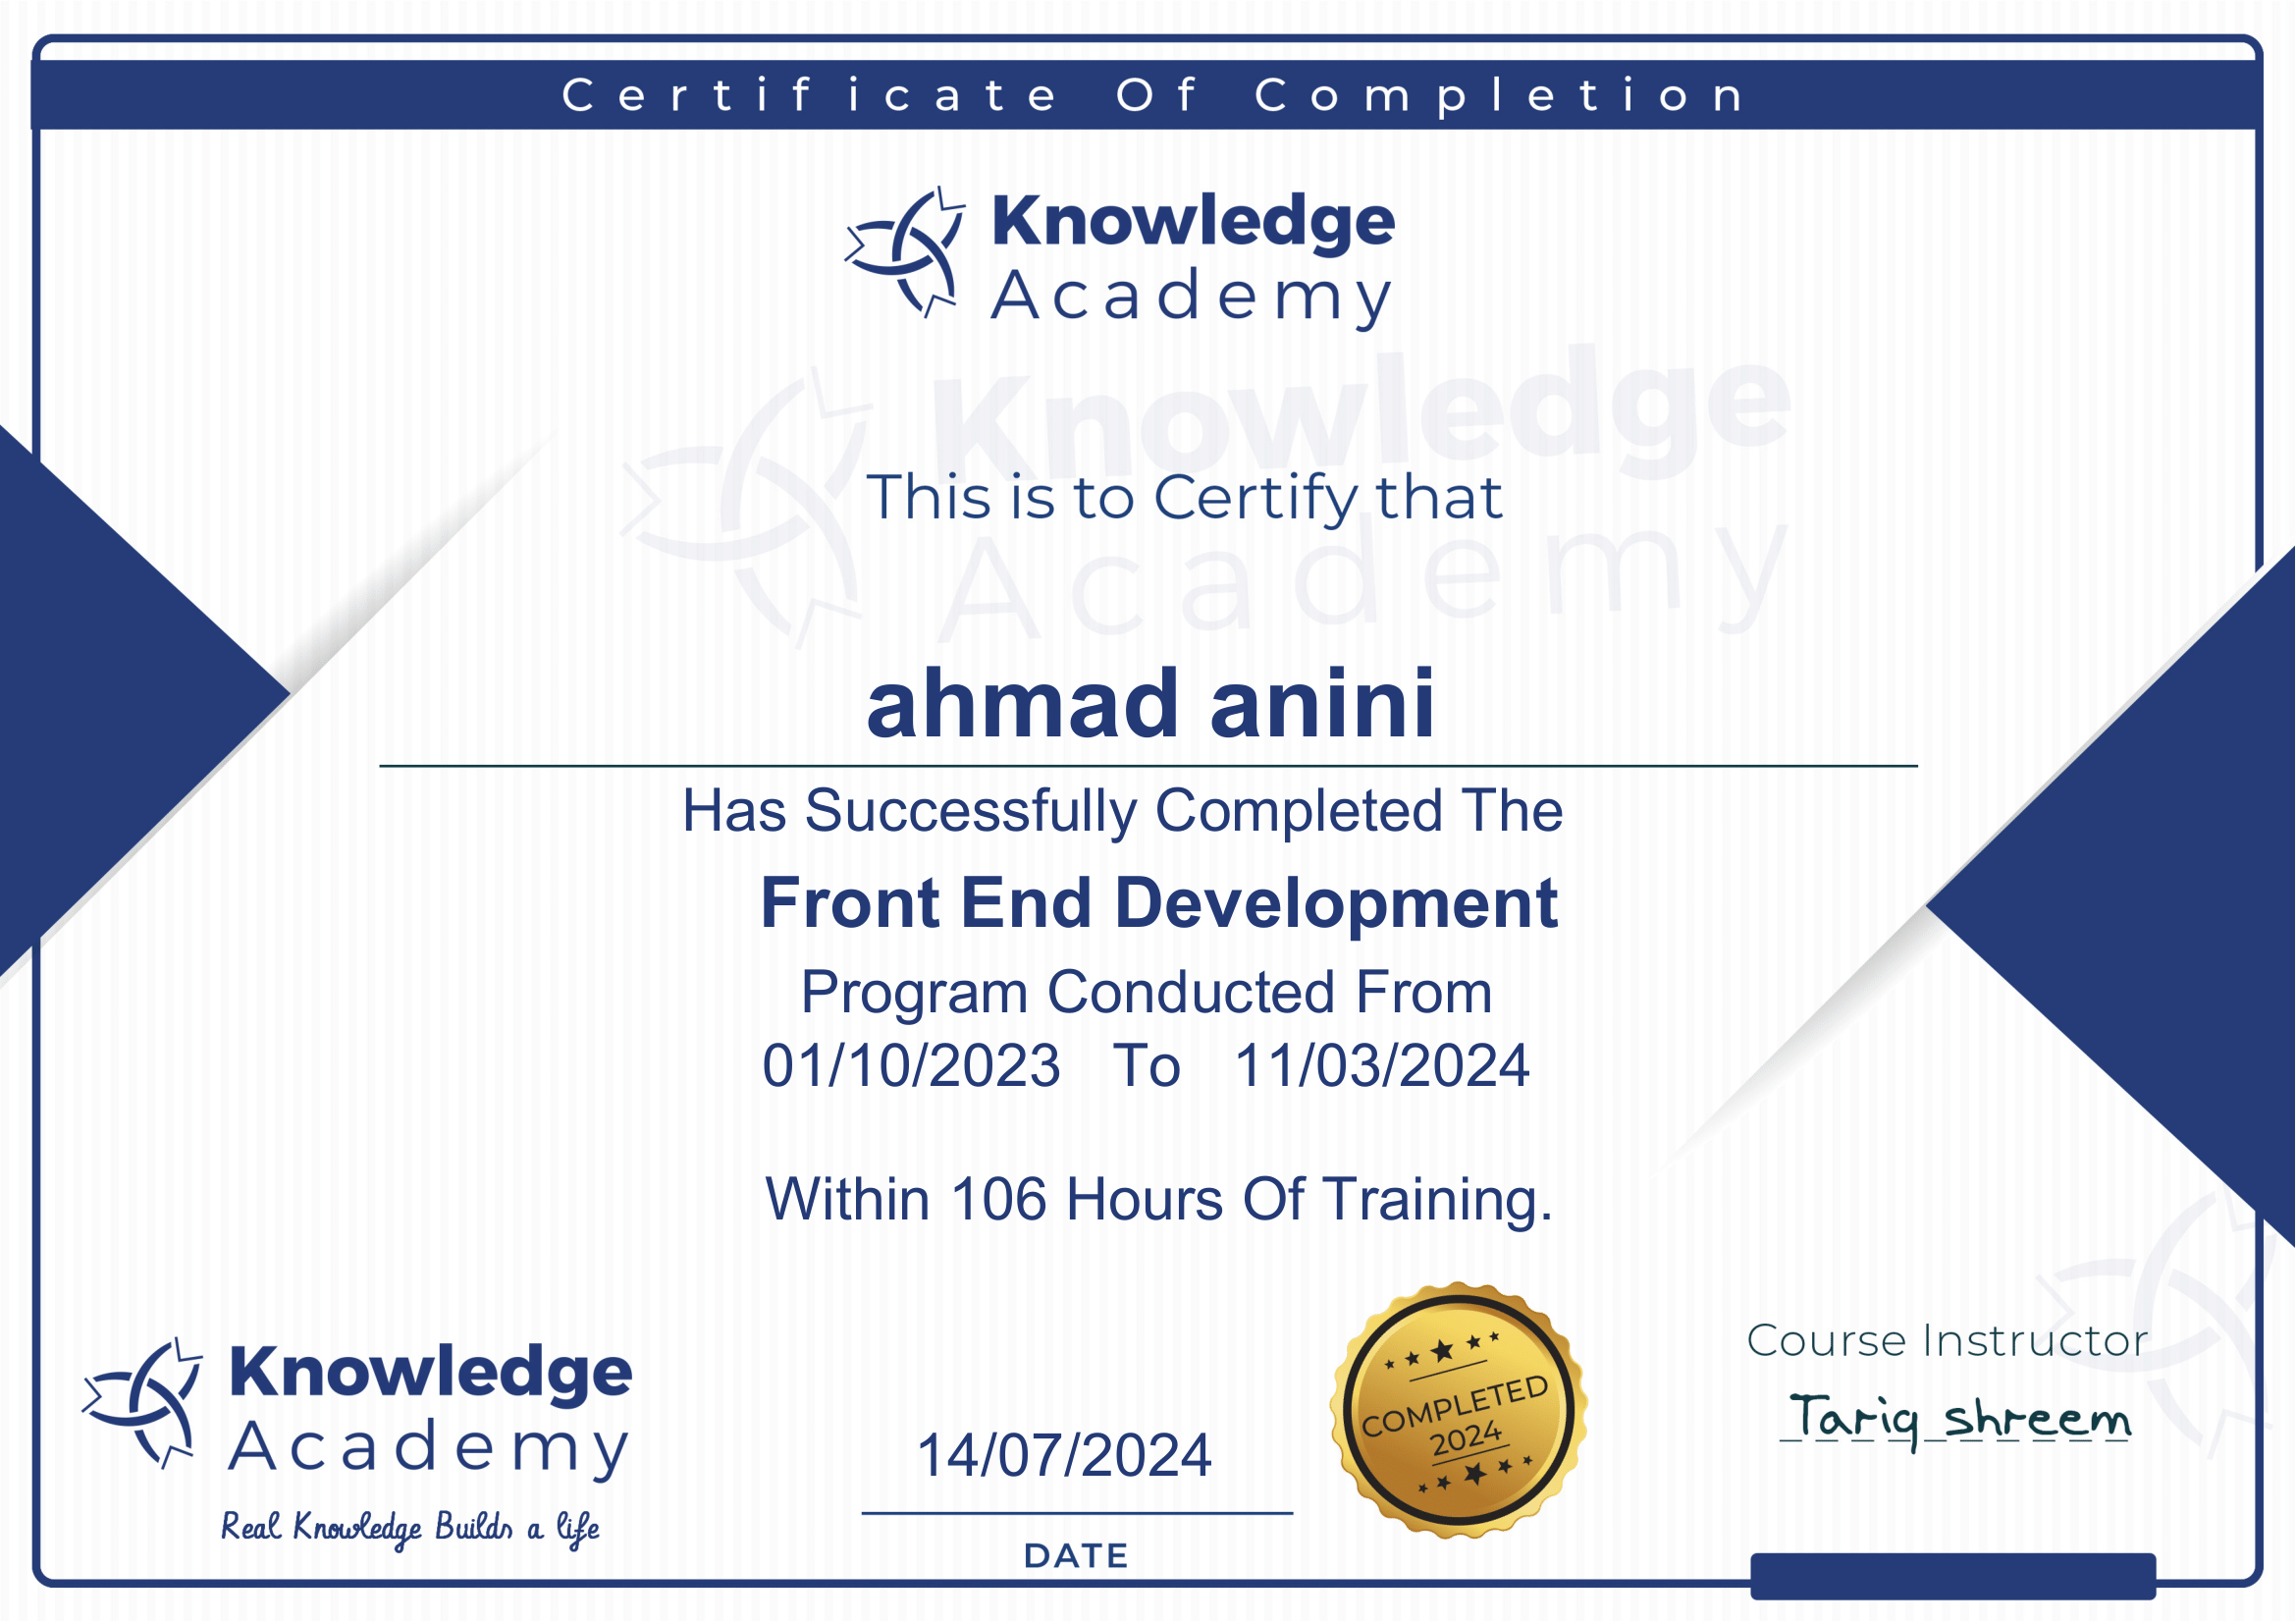 Certificate Of Completion
Knowledge
Academy
Knowledge
Academy
This is to Certify that
ahmad anini
Has Successfully Completed The
Front End Development
Program Conducted From
01/10/2023 To 11/03/2024
Within 106 Hours Of Training.
Knowledge
Academy
Real Knowledge Builds a life
14/07/2024
DATE
COMPLETED
2024
Course Instructor
Tariq shreem